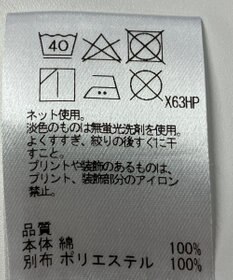 40
X63HP
ネット使用。
淡色のものは無蛍光洗剤を使用。
よくすすぎ、絞りの後すぐに干
すこと。
プリントや装飾のあるものは、
プリント、装飾部分のアイロン
禁止。
品質
本体 綿 100%
別布 ポリエステル 100%